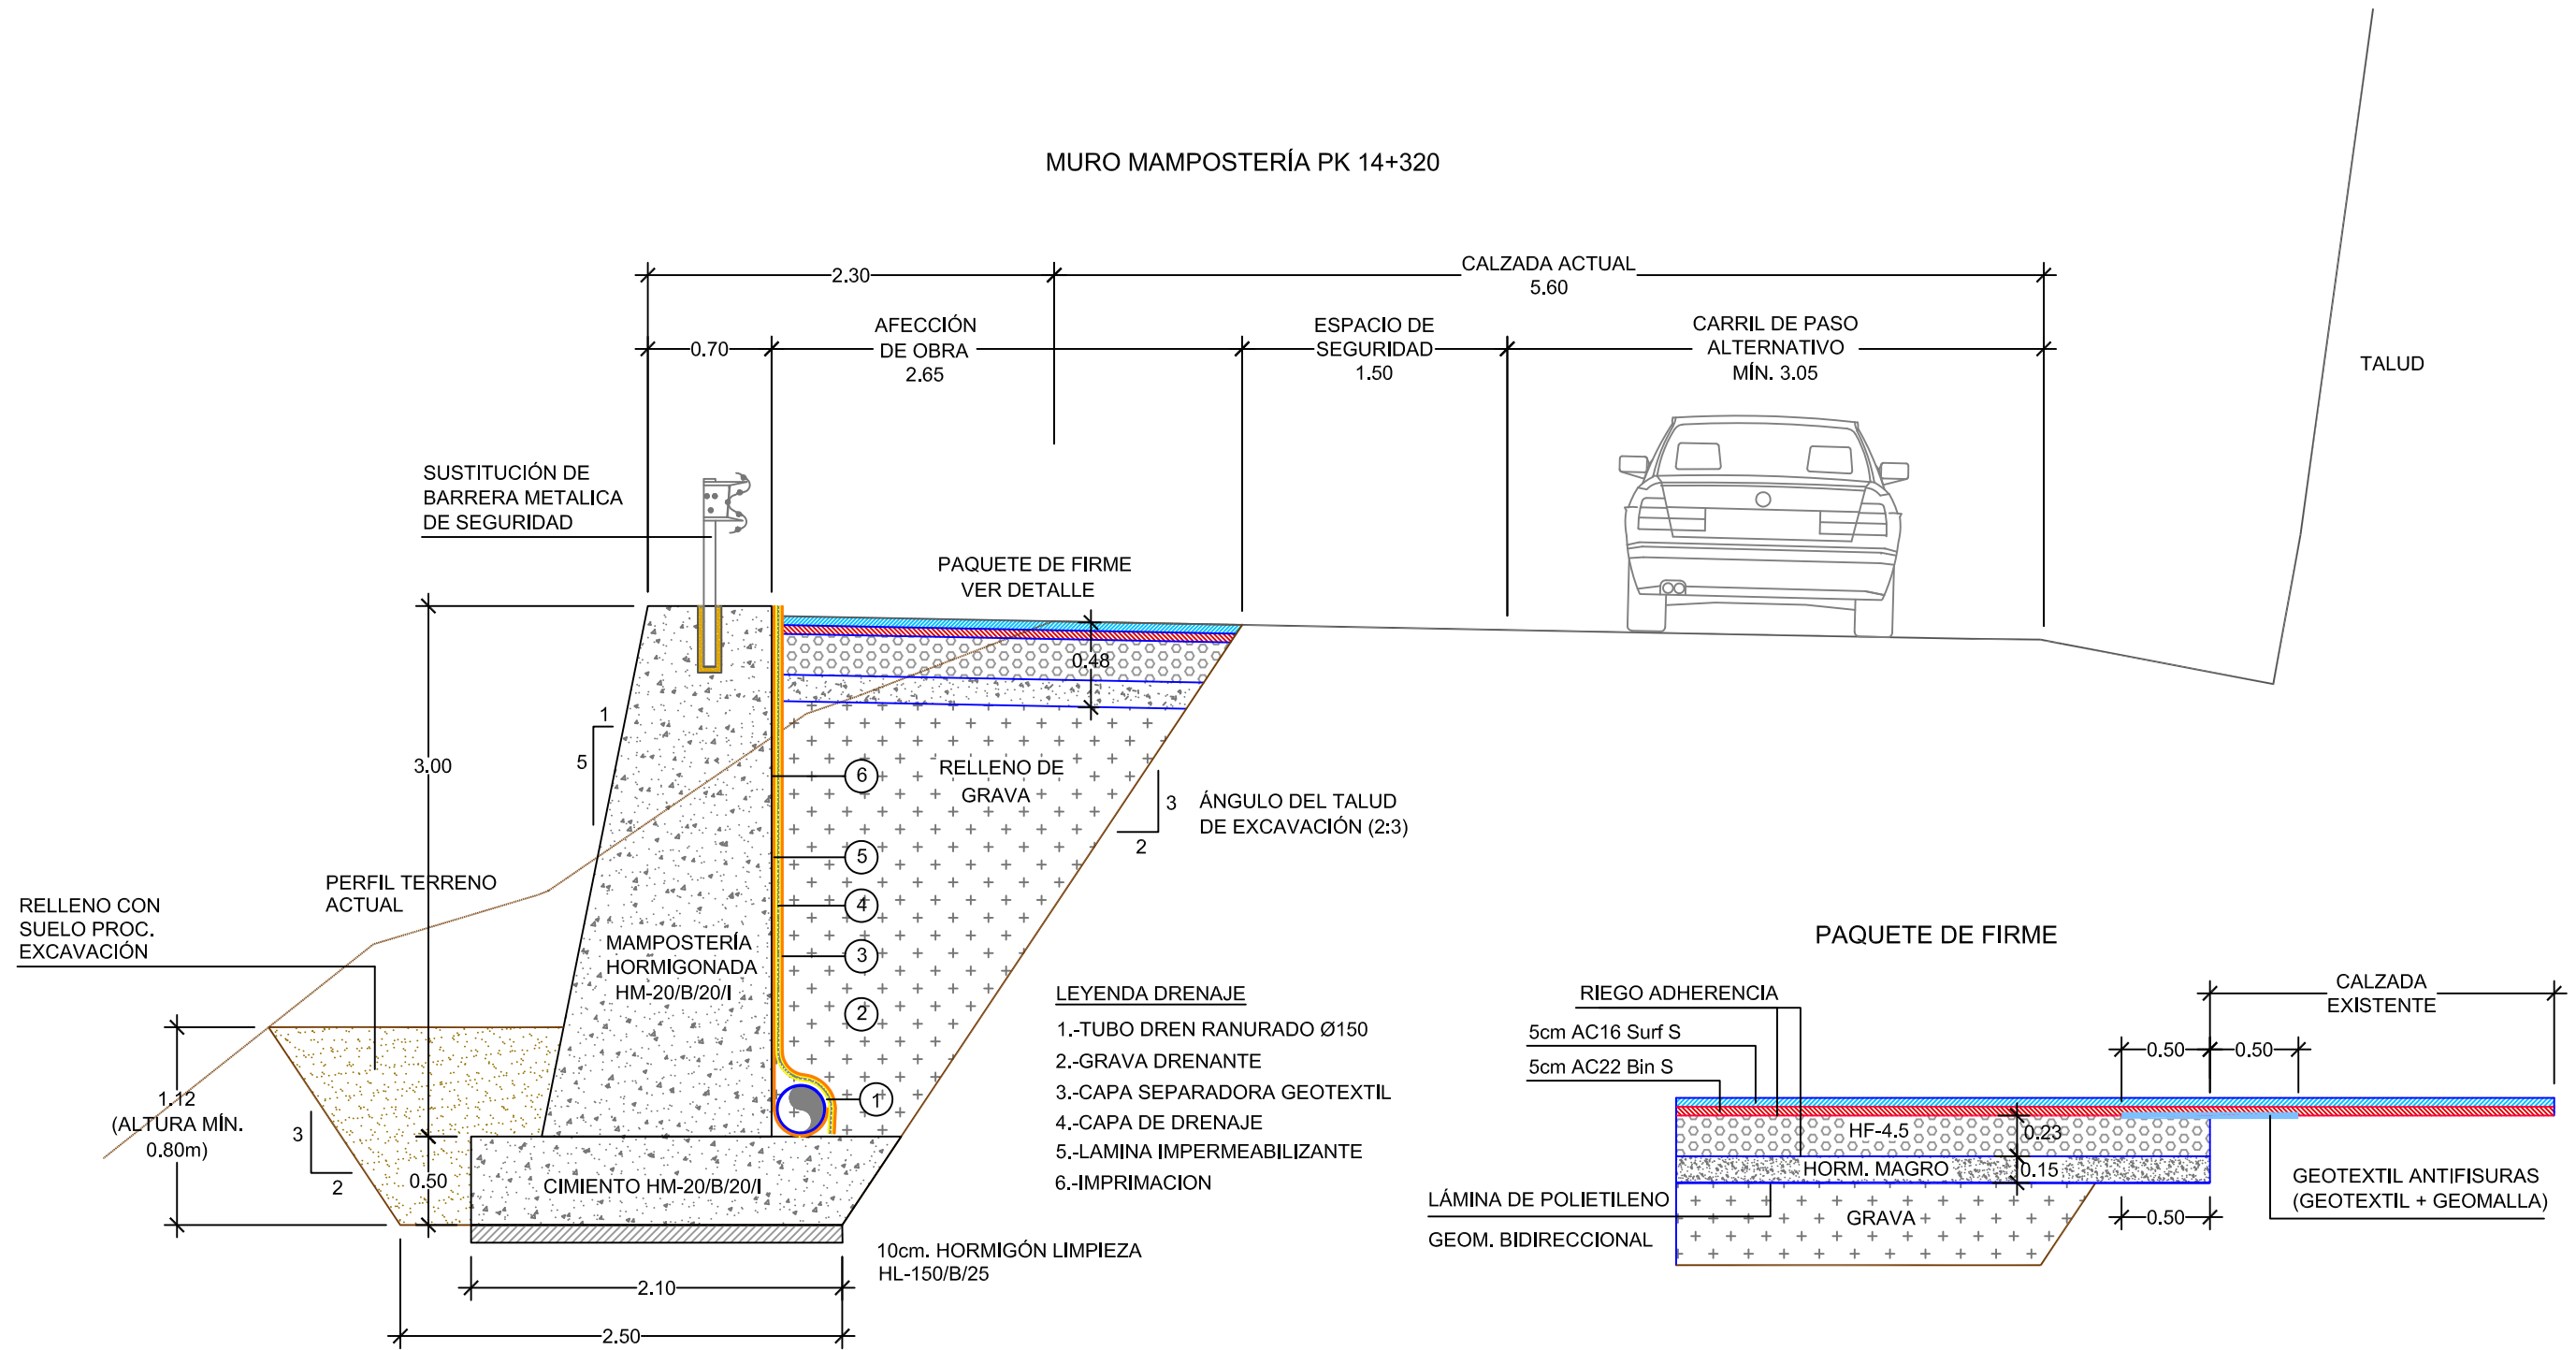 MURO MAMPOSTERÍA PK 14+320
2.30
CALZADA ACTUAL
5.60
0.70
AFECCIÓN
DE OBRA
2.65
ESPACIO DE
SEGURIDAD
1.50
CARRIL DE PASO
ALTERNATIVO
MÍN. 3.05
TALUD
SUSTITUCIÓN DE
BARRERA METALICA
DE SEGURIDAD
PAQUETE DE FIRME
VER DETALLE
0.48
1
5
3.00
6
RELLENO DE
GRAVA
3
2
ÁNGULO DEL TALUD
DE EXCAVACIÓN (2:3)
5
4
3
2
1
PERFIL TERRENO
ACTUAL
RELLENO CON
SUELO PROC.
EXCAVACIÓN
MAMPOSTERÍA
HORMIGONADA
HM-20/B/20/I
1.12
(ALTURA MÍN.
0.80m)
3
2
0.50
CIMIENTO HM-20/B/20/I
10cm. HORMIGÓN LIMPIEZA
HL-150/B/25
2.10
2.50
LEYENDA DRENAJE
1.-TUBO DREN RANURADO Ø150
2.-GRAVA DRENANTE
3.-CAPA SEPARADORA GEOTEXTIL
4.-CAPA DE DRENAJE
5.-LAMINA IMPERMEABILIZANTE
6.-IMPRIMACION
PAQUETE DE FIRME
RIEGO ADHERENCIA
CALZADA
EXISTENTE
5cm AC16 Surf S
5cm AC22 Bin S
0.50
0.50
HF-4.5
0.23
HORM. MAGRO
0.15
LÁMINA DE POLIETILENO
GRAVA
0.50
GEOM. BIDIRECCIONAL
GEOTEXTIL ANTIFISURAS
(GEOTEXTIL + GEOMALLA)